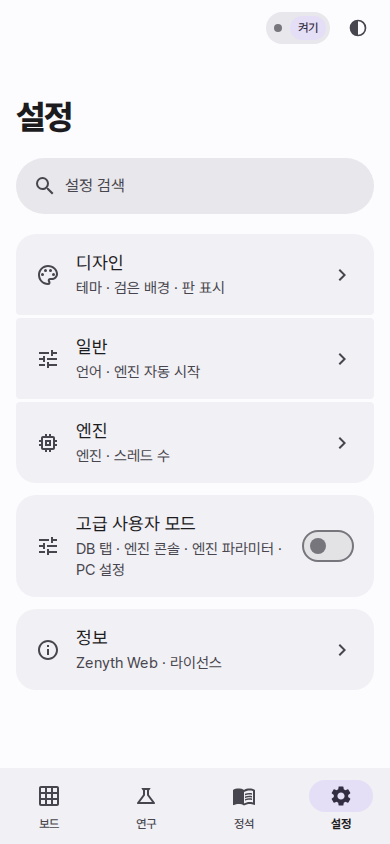 켜기
설정
설정 검색
디자인
테마 · 검은 배경 · 판 표시
일반
언어 · 엔진 자동 시작
엔진
엔진 · 스레드 수
고급 사용자 모드
DB 탭 · 엔진 콘솔 · 엔진 파라미터 ·
PC 설정
정보
Zenyth Web · 라이선스
보드
연구
정석
설정